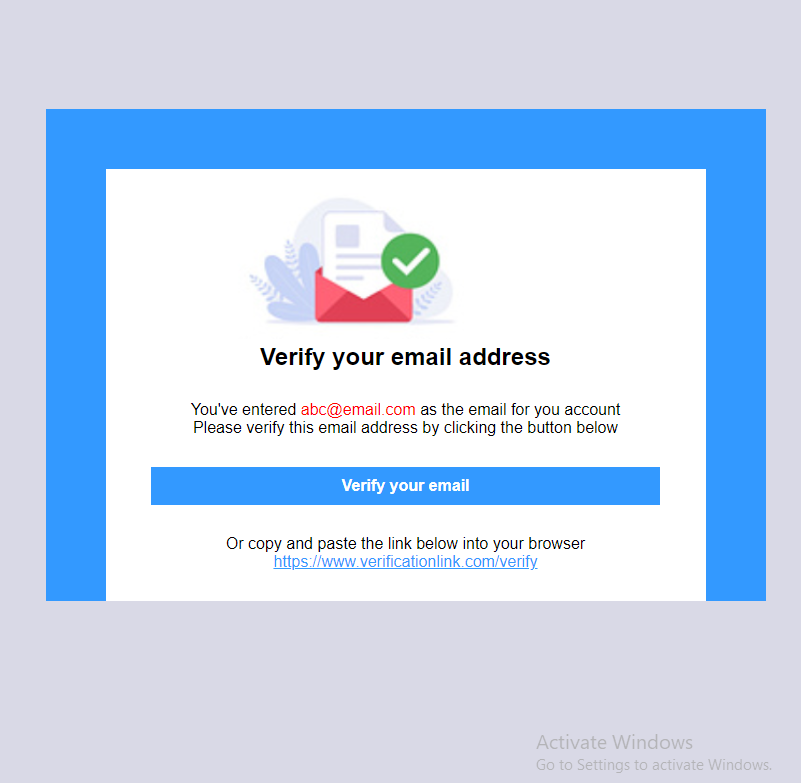 Verify your email address
You've entered abc@email.com as the email for you account
Please verify this email address by clicking the button below
Verify your email
Or copy and paste the link below into your browser
https://www.verificationlink.com/verify
Activate Windows
Go to Settings to activate Windows.